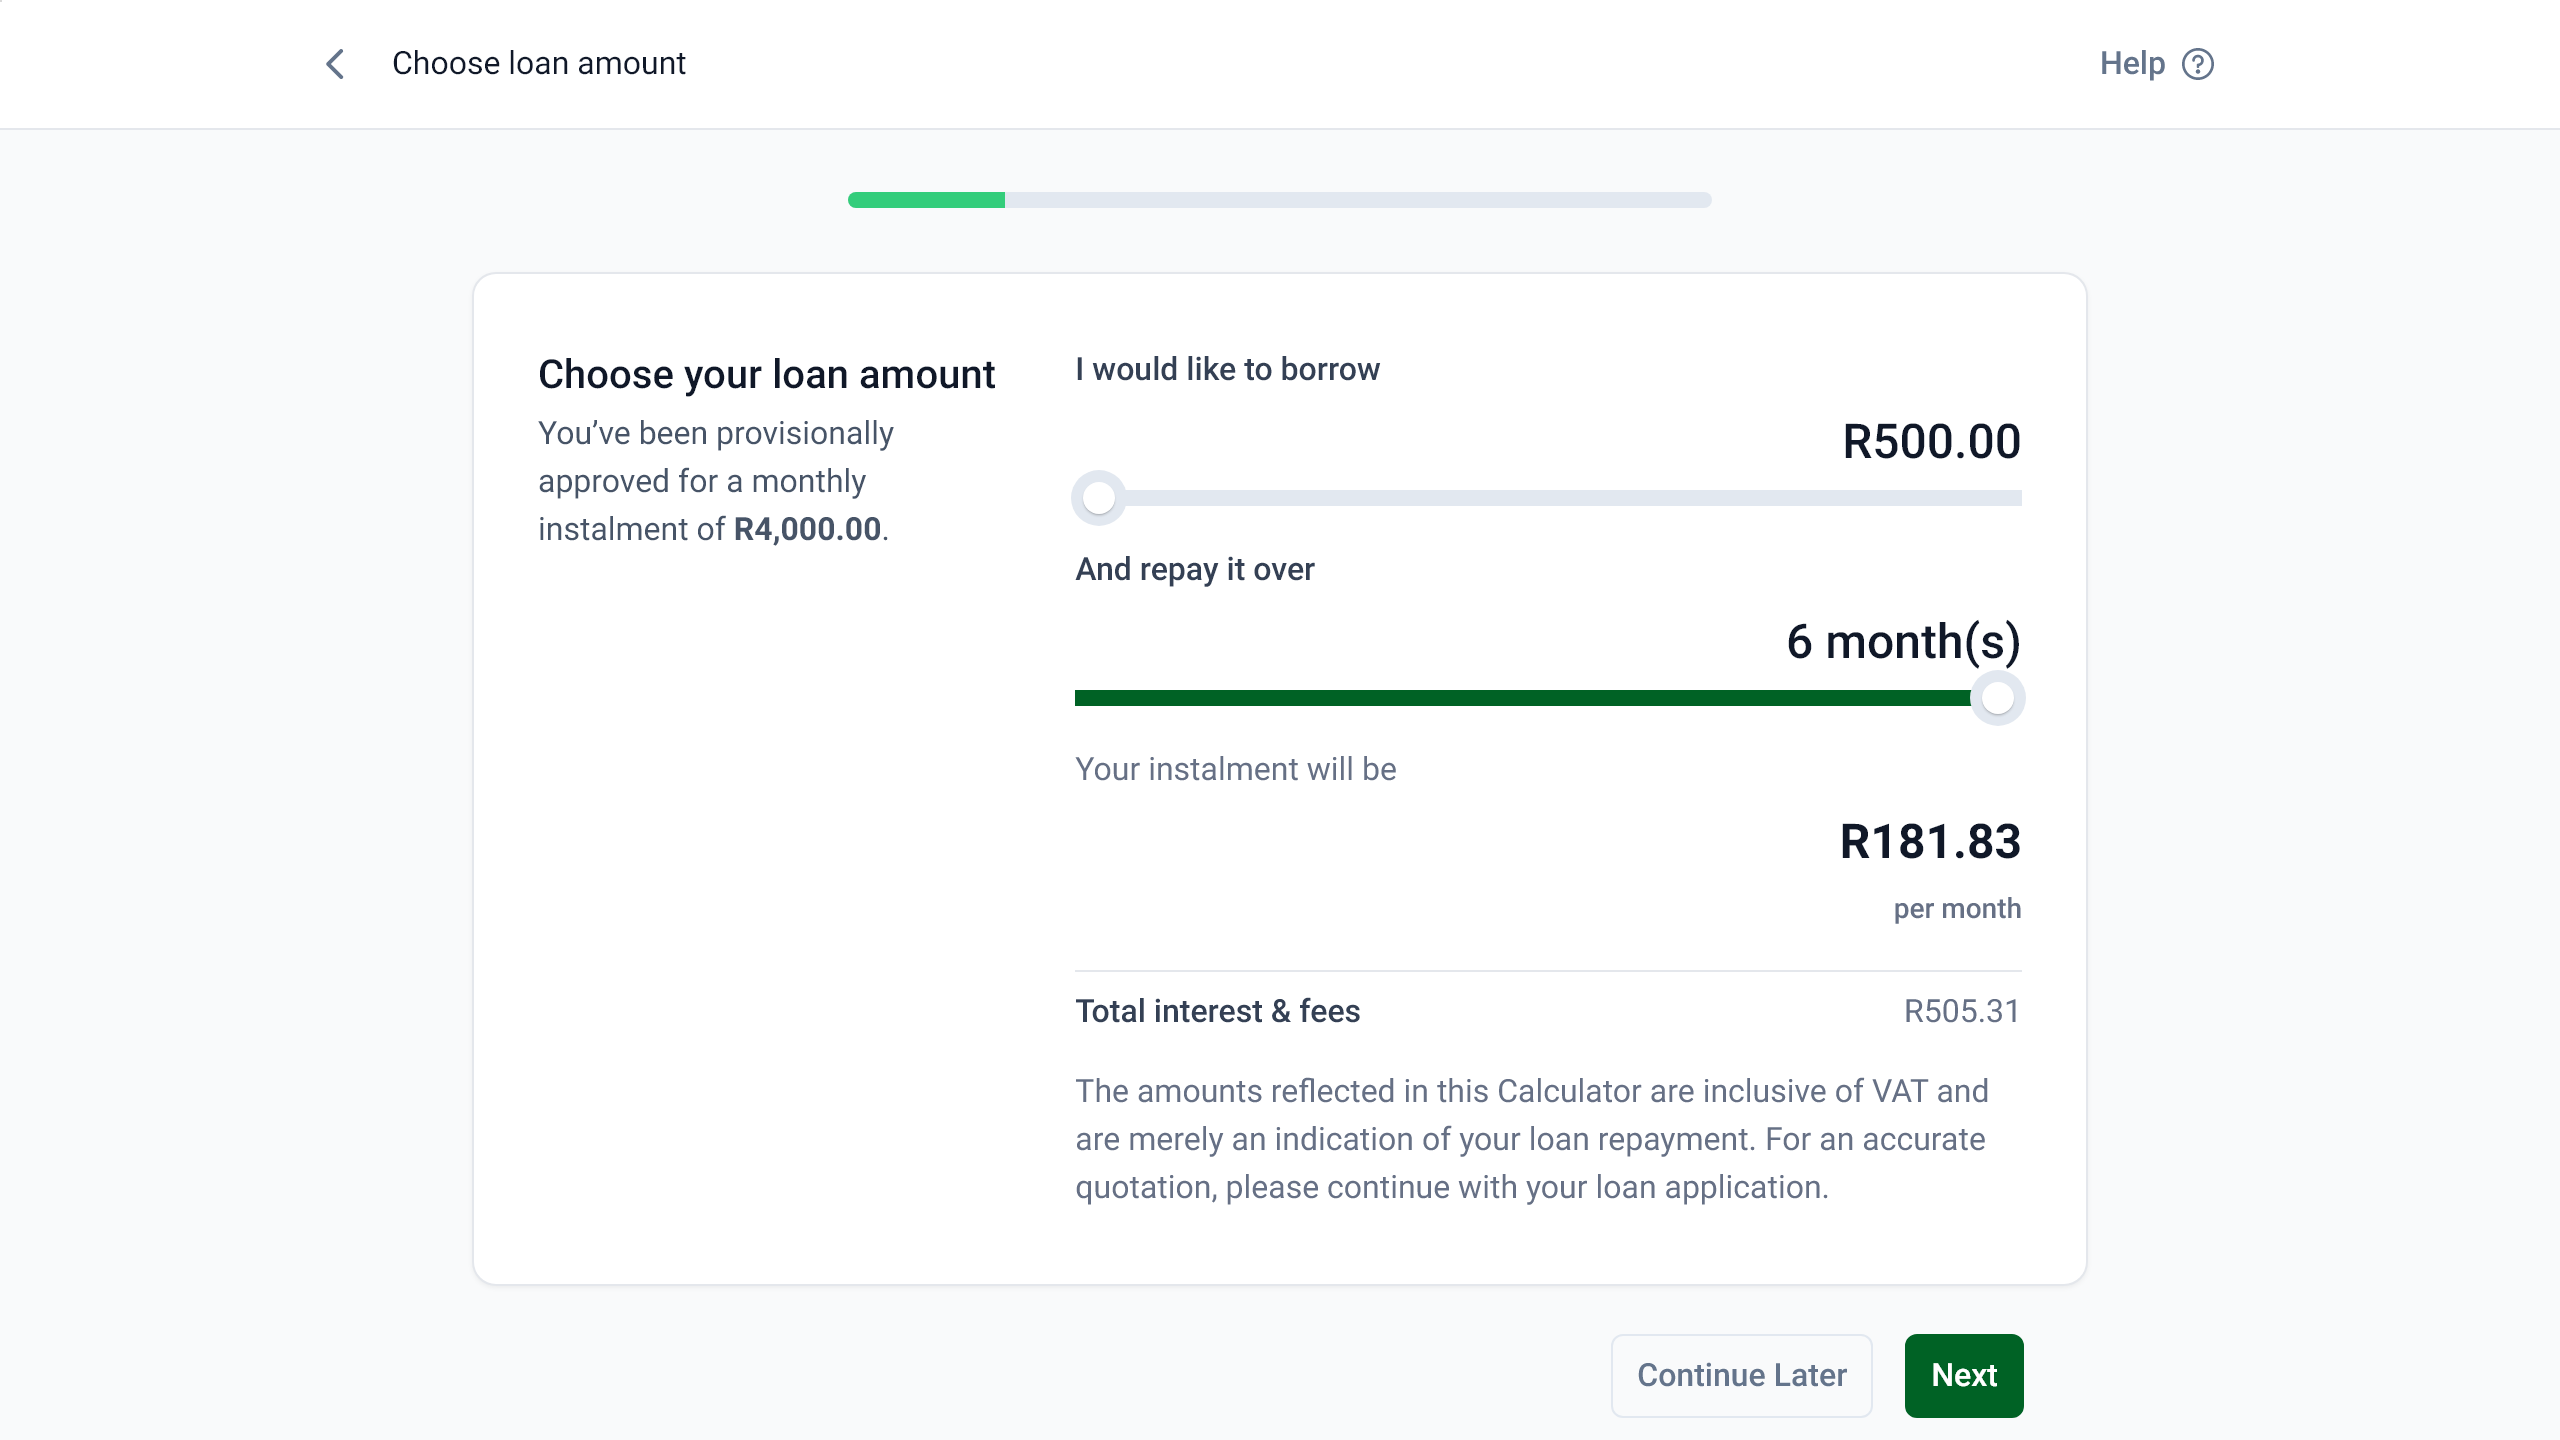 Choose loan amount
Help
Choose your loan amount
You’ve been provisionally
approved for a monthly
instalment of R4,000.00.
I would like to borrow
R500.00
And repay it over
6 month(s)
Your instalment will be
R181.83
per month
Total interest & fees
R505.31
The amounts reflected in this Calculator are inclusive of VAT and
are merely an indication of your loan repayment. For an accurate
quotation, please continue with your loan application.
Continue Later
Next